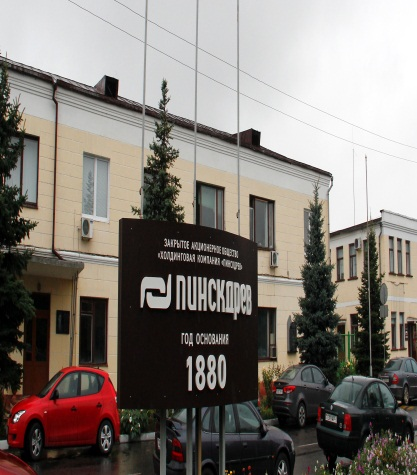 ЗАКРЫТОЕ АКЦИОНЕРНОЕ ОБЩЕСТВО
«ХОЛДИНГОВАЯ КОМПАНИЯ «ПИНСКДРЕВ»
ПИНСКДРЕВ
ГОД ОСНОВАНИЯ
1880